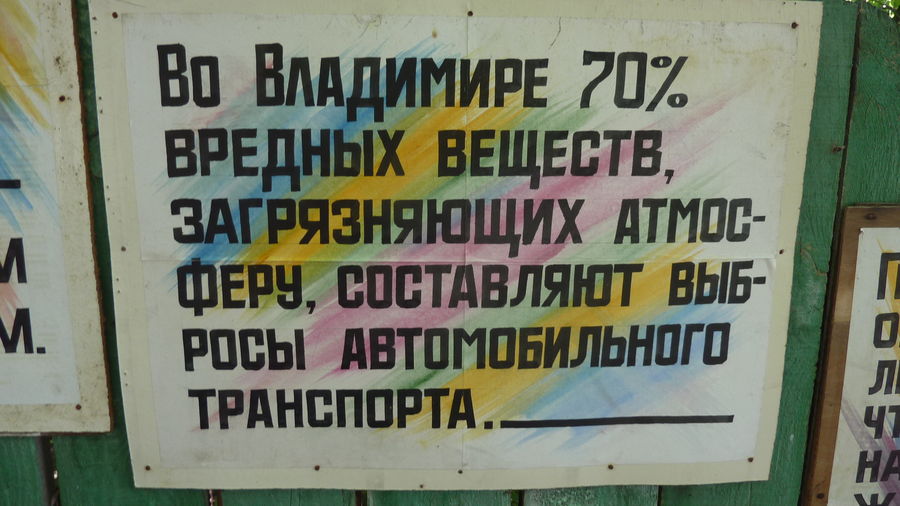 Во Владимире 70%
вредных веществ,
загрязняющих атмос-
феру, составляют выб-
росы автомобильного
транспорта.